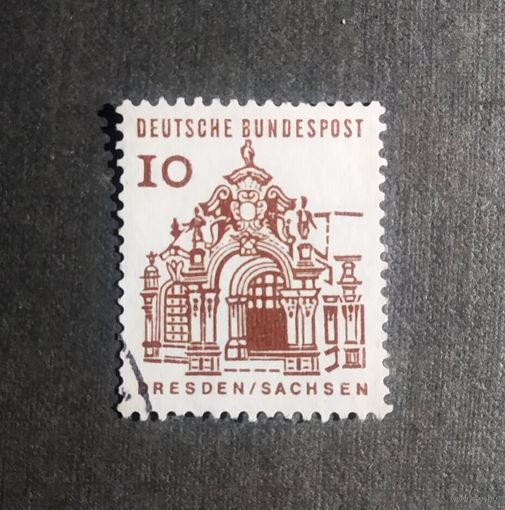 DEUTSCHE BUNDESPOST
10
DRESDEN/SACHSEN